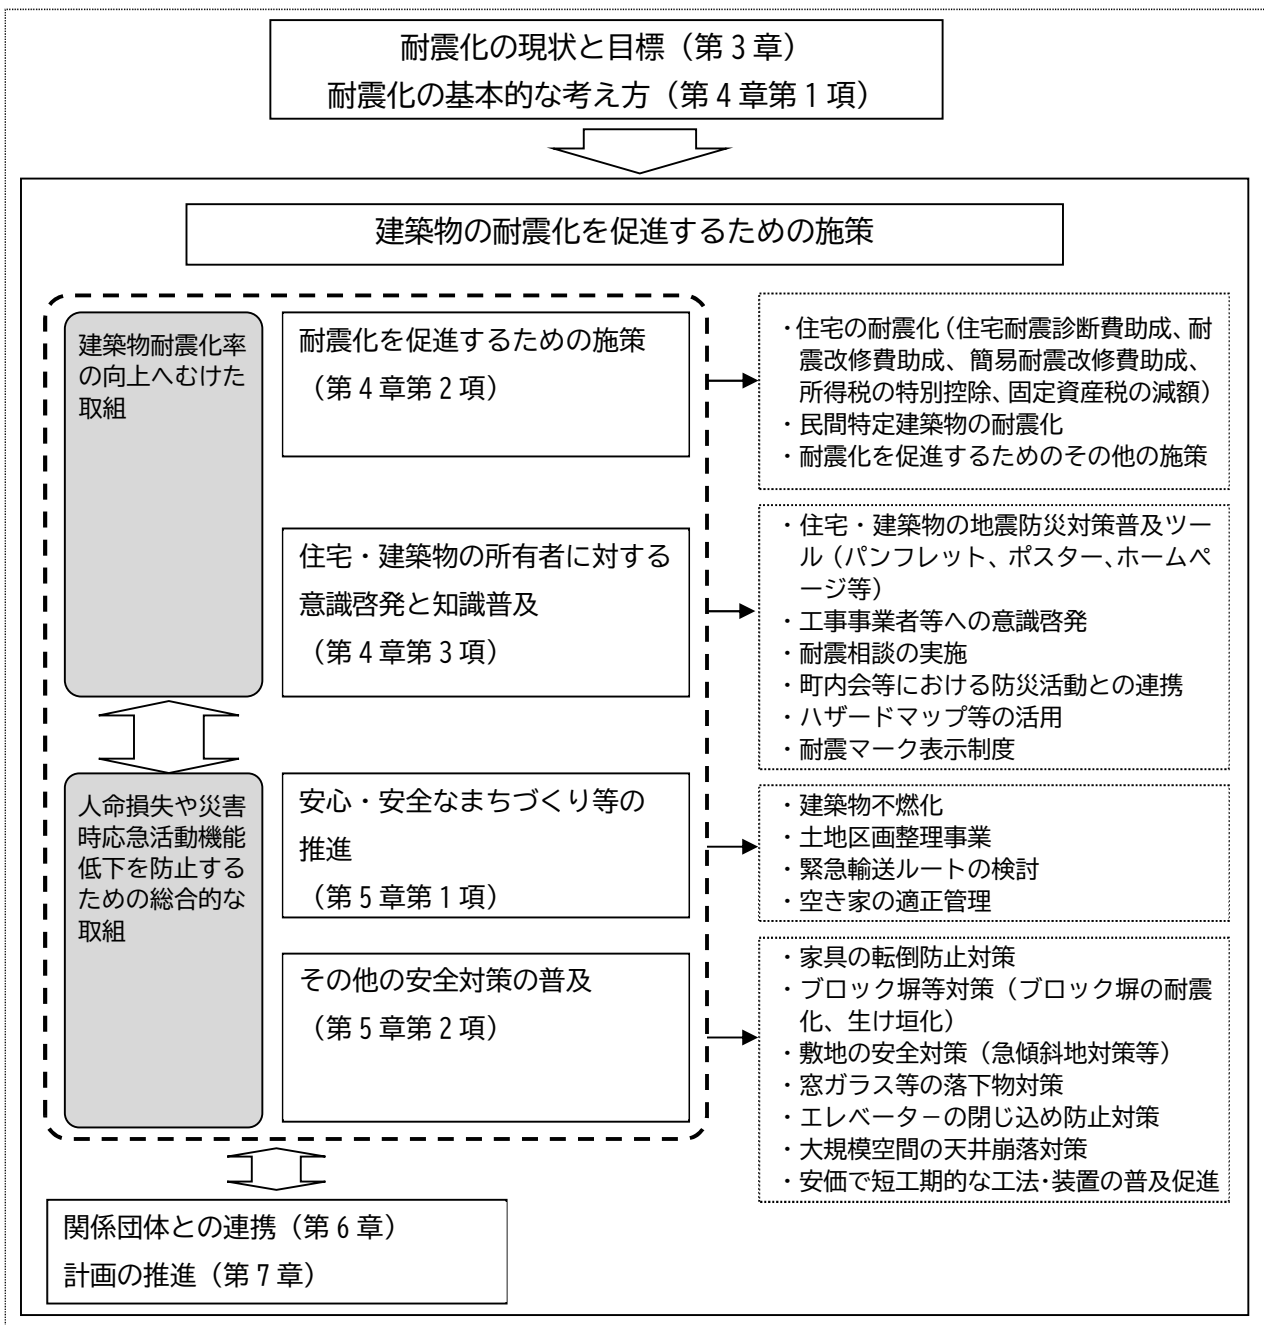 耐震化の現状と目標（第３章）
耐震化の基本的な考え方（第４章第１項）
建築物の耐震化を促進するための施策
建築物耐震化率
の向上へむけた
取組
耐震化を促進するための施策
（第４章第２項）
・住宅の耐震化（住宅耐震診断費助成、耐
震改修費助成、簡易耐震改修費助成、
所得税の特別控除、固定資産税の減額）
・民間特定建築物の耐震化
・耐震化を促進するためのその他の施策
住宅・建築物の所有者に対する
意識啓発と知識普及
（第４章第３項）
・住宅・建築物の地震防災対策普及ツー
ル（パンフレット、ポスター、ホームペ
ージ等）
・工事事業者等への意識啓発
・耐震相談の実施
・町内会等における防災活動との連携
・ハザードマップ等の活用
・耐震マーク表示制度
人命損失や災害
時応急活動機能
低下を防止する
ための総合的な
取組
安心・安全なまちづくり等の
推進
（第５章第１項）
・建築物不燃化
・土地区画整理事業
・緊急輸送ルートの検討
・空き家の適正管理
その他の安全対策の普及
（第５章第２項）
・家具の転倒防止対策
・ブロック塀等対策（ブロック塀の耐震
化、生け垣化）
・敷地の安全対策（急傾斜地対策等）
・窓ガラス等の落下物対策
・エレベータ－の閉じ込め防止対策
・大規模空間の天井崩落対策
・安価で短工期的な工法･装置の普及促進
関係団体との連携（第６章）
計画の推進（第７章）